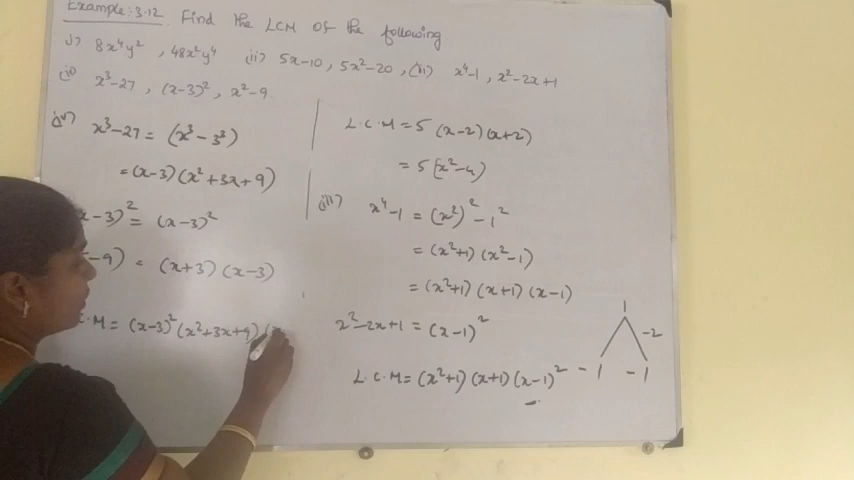 Example:3.12 Find the LCM of the following
i) 8x⁴y², 48x²y⁴ (ii) 5x-10, 5x²-20, (iii) x⁴-1, x²-2x+1
x³-27, (x-3)², x²-9.
iv) x³-27 = (x³-3³)
= (x-3)(x²+3x+9)
x-3)² = (x-3)²
-9) = (x+3)(x-3)
.M = (x-3)²(x²+3x+9)(
L.C.M = 5(x-2)(x+2)
= 5(x²-4)
(iii) x⁴-1 = (x²)²-1²
= (x²+1)(x²-1)
= (x²+1)(x+1)(x-1)
x²-2x+1 = (x-1)²
L.C.M = (x²+1)(x+1)(x-1)²
1
-2
-1 -1